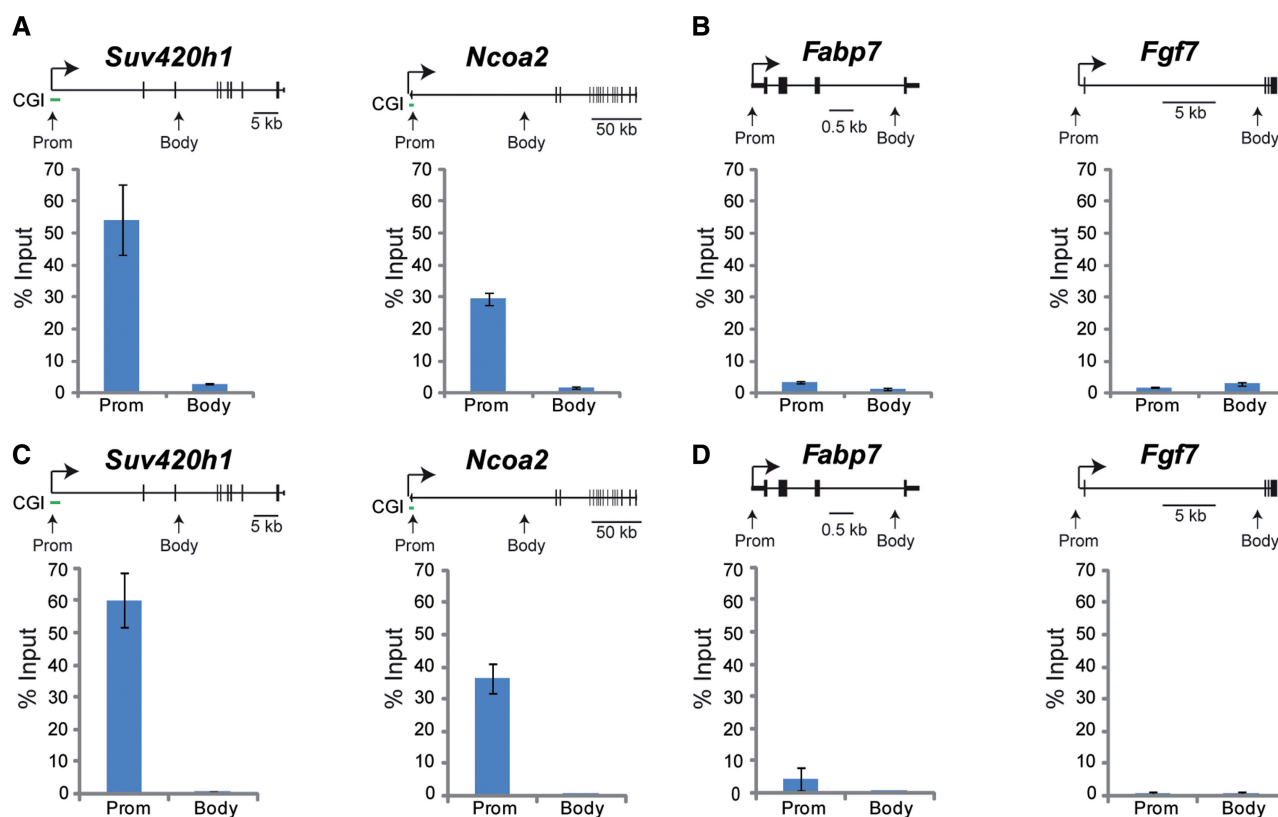 A
Suv420h1
CGI
5 kb
Prom
Body
70
60
50
40
30
20
10
0
% Input
Prom Body
Ncoa2
CGI
50 kb
Prom
Body
70
60
50
40
30
20
10
0
% Input
Prom Body
B
Fabp7
0.5 kb
Prom
Body
70
60
50
40
30
20
10
0
% Input
Prom Body
Fgf7
5 kb
Prom
Body
70
60
50
40
30
20
10
0
% Input
Prom Body
C
Suv420h1
CGI
5 kb
Prom
Body
70
60
50
40
30
20
10
0
% Input
Prom Body
Ncoa2
CGI
50 kb
Prom
Body
70
60
50
40
30
20
10
0
% Input
Prom Body
D
Fabp7
0.5 kb
Prom
Body
70
60
50
40
30
20
10
0
% Input
Prom Body
Fgf7
5 kb
Prom
Body
70
60
50
40
30
20
10
0
% Input
Prom Body